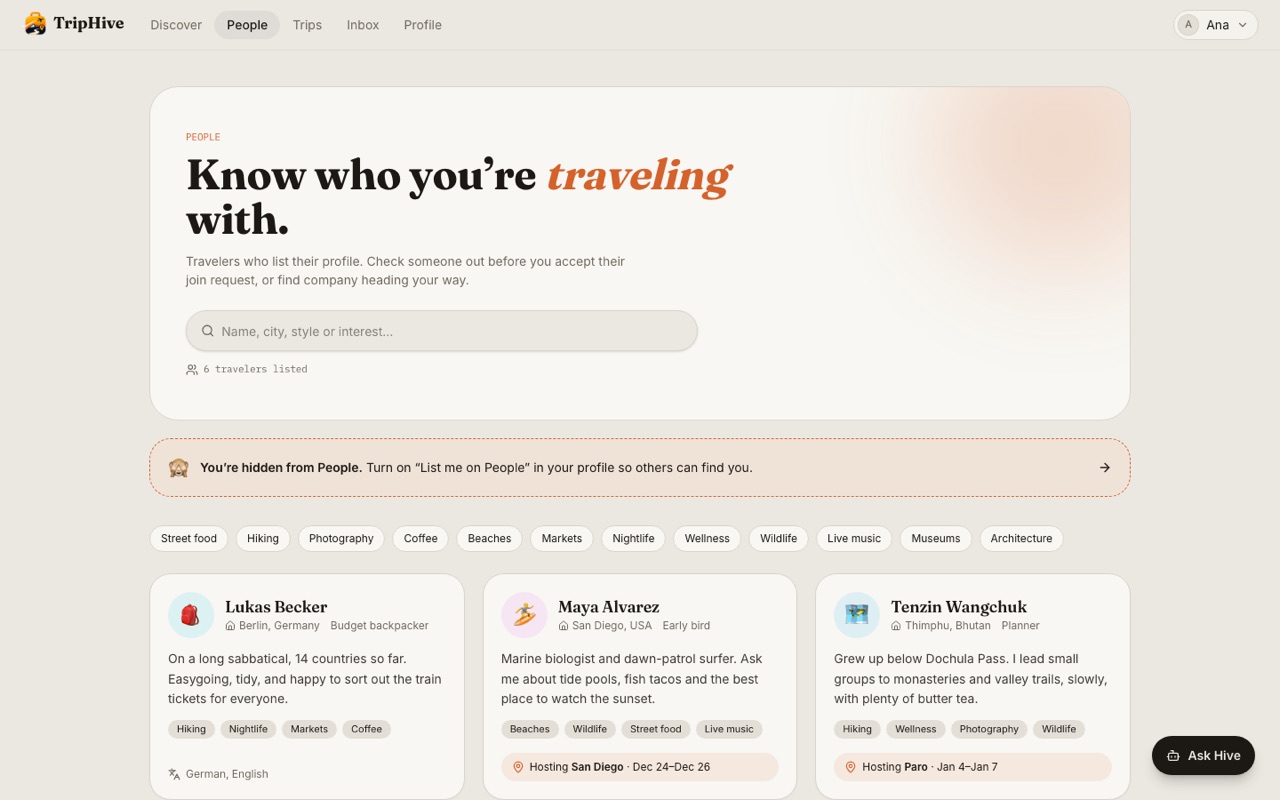 TripHive
Discover
People
Trips
Inbox
Profile
A
Ana
PEOPLE
Know who you’re traveling
with.
Travelers who list their profile. Check someone out before you accept their
join request, or find company heading your way.
Name, city, style or interest...
6 travelers listed
You’re hidden from People. Turn on “List me on People” in your profile so others can find you.
Street food
Hiking
Photography
Coffee
Beaches
Markets
Nightlife
Wellness
Wildlife
Live music
Museums
Architecture
Lukas Becker
Berlin, Germany Budget backpacker
On a long sabbatical, 14 countries so far.
Easygoing, tidy, and happy to sort out the train
tickets for everyone.
Hiking
Nightlife
Markets
Coffee
German, English
Maya Alvarez
San Diego, USA Early bird
Marine biologist and dawn-patrol surfer. Ask
me about tide pools, fish tacos and the best
place to watch the sunset.
Beaches
Wildlife
Street food
Live music
Hosting San Diego · Dec 24–Dec 26
Tenzin Wangchuk
Thimphu, Bhutan Planner
Grew up below Dochula Pass. I lead small
groups to monasteries and valley trails, slowly,
with plenty of butter tea.
Hiking
Wellness
Photography
Wildlife
Hosting Paro · Jan 4–Jan 7
Ask Hive